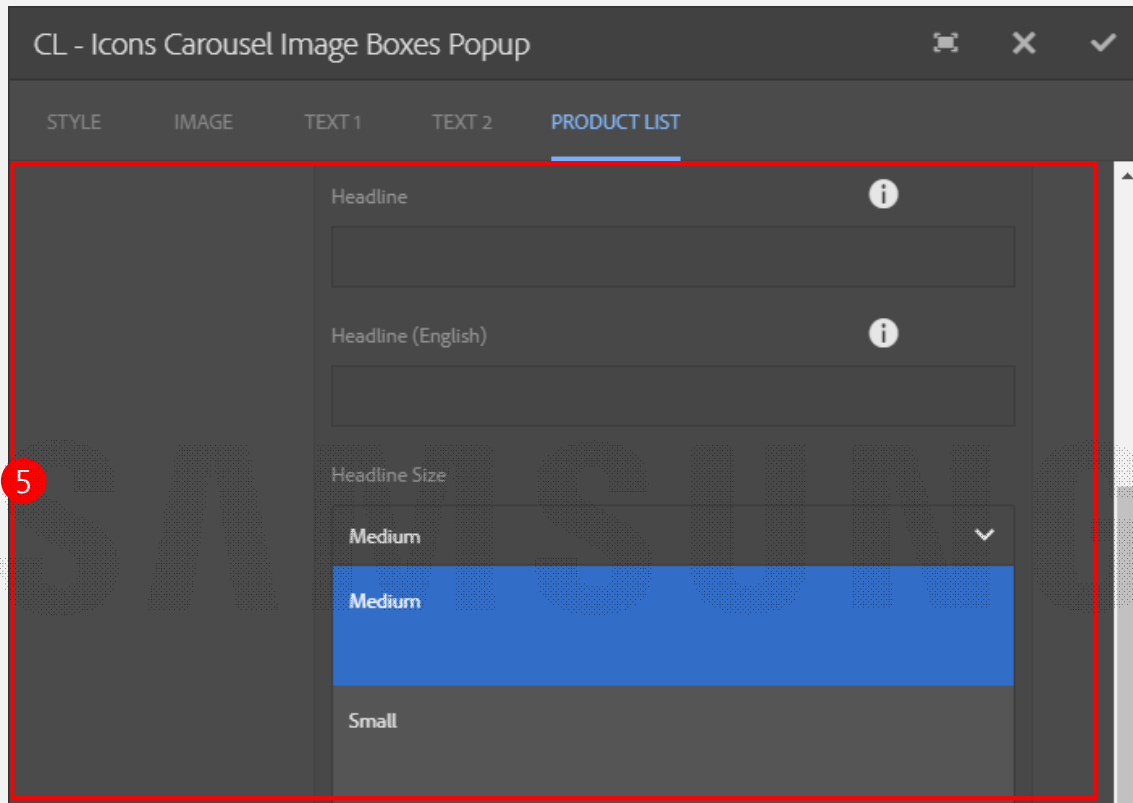 CL - Icons Carousel Image Boxes Popup
STYLE IMAGE TEXT 1 TEXT 2 PRODUCT LIST
Headline
Headline (English)
5
Headline Size
Medium
Medium
Small
SAMSUNG